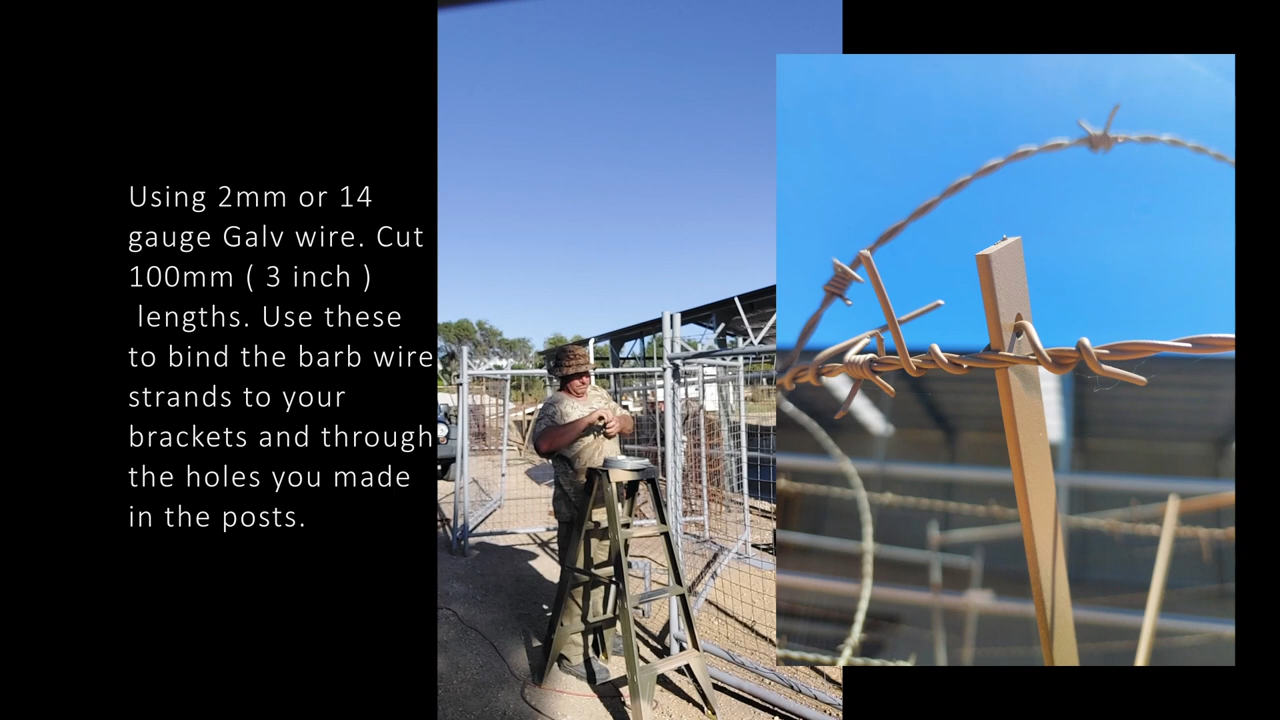 Using 2mm or 14
gauge Galv wire. Cut
100mm ( 3 inch )
lengths. Use these
to bind the barb wire
strands to your
brackets and through
the holes you made
in the posts.